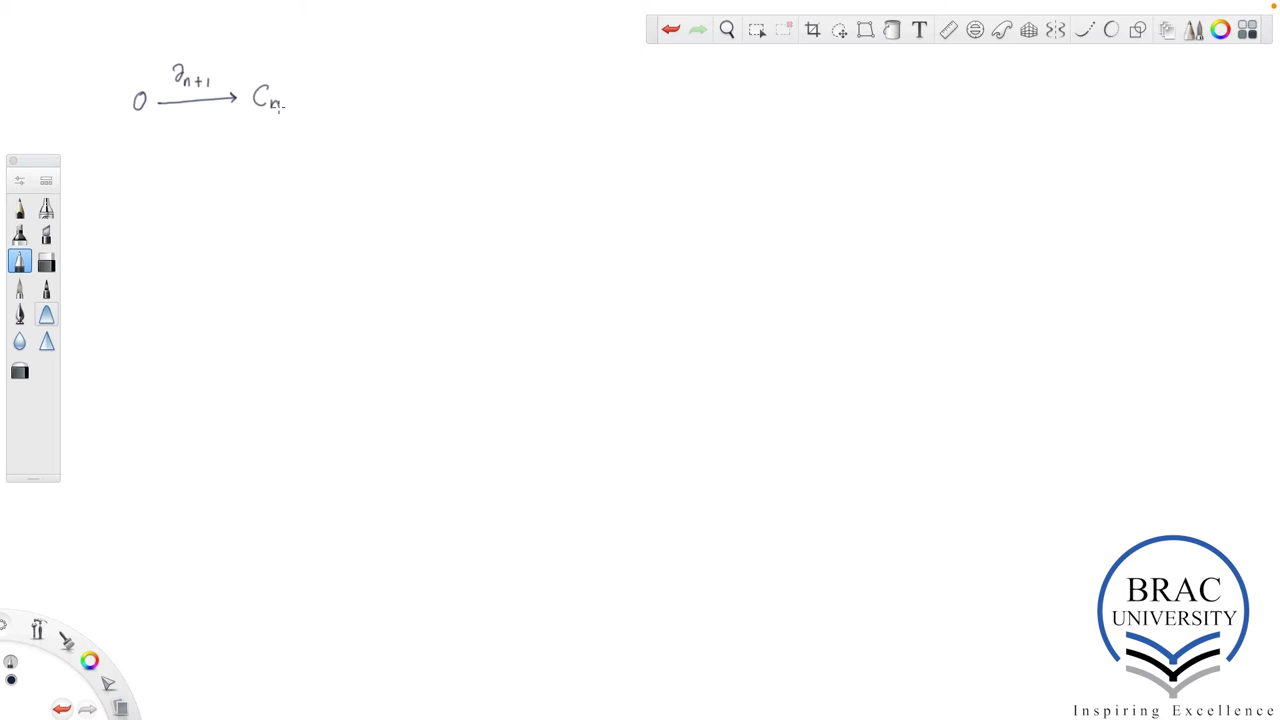 ∂n+1
0 ⟶ Cn
T
BRAC
UNIVERSITY
Inspiring Excellence